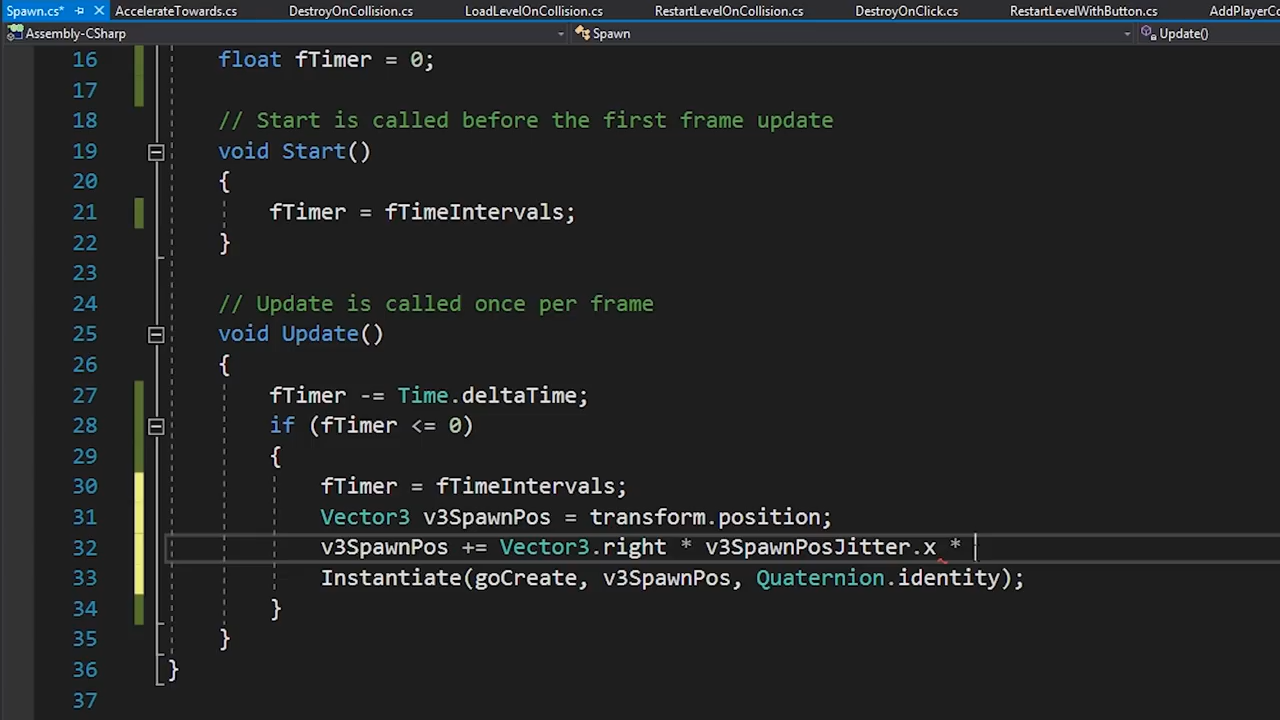 Spawn.cs* AccelerateTowards.cs DestroyOnCollision.cs LoadLevelOnCollision.cs RestartLevelOnCollision.cs DestroyOnClick.cs RestartLevelWithButton.cs AddPlayerCo
Assembly-CSharp Spawn Update()
16 float fTimer = 0;
17
18 // Start is called before the first frame update
19 void Start()
20 {
21 fTimer = fTimeIntervals;
22 }
23
24 // Update is called once per frame
25 void Update()
26 {
27 fTimer -= Time.deltaTime;
28 if (fTimer <= 0)
29 {
30 fTimer = fTimeIntervals;
31 Vector3 v3SpawnPos = transform.position;
32 v3SpawnPos += Vector3.right * v3SpawnPosJitter.x *
33 Instantiate(goCreate, v3SpawnPos, Quaternion.identity);
34 }
35 }
36 }
37